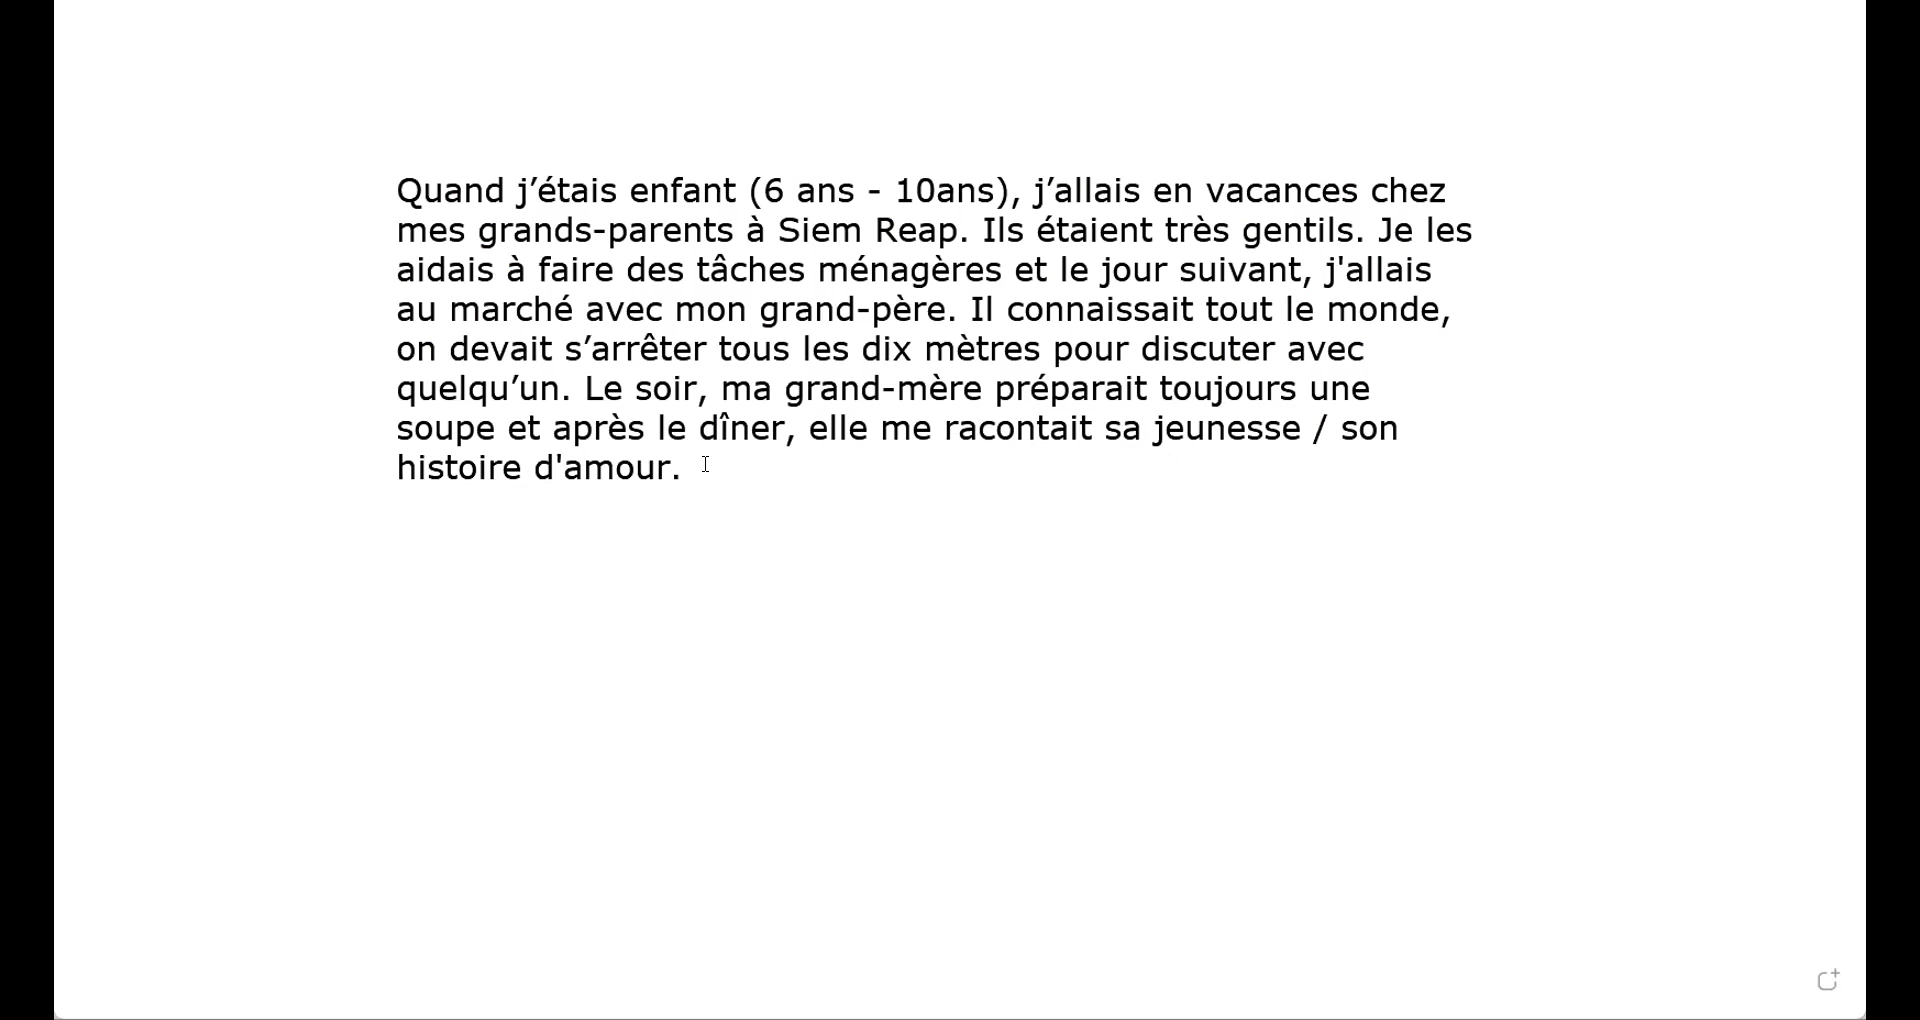 Quand j’étais enfant (6 ans - 10ans), j’allais en vacances chez
mes grands-parents à Siem Reap. Ils étaient très gentils. Je les
aidais à faire des tâches ménagères et le jour suivant, j'allais
au marché avec mon grand-père. Il connaissait tout le monde,
on devait s’arrêter tous les dix mètres pour discuter avec
quelqu’un. Le soir, ma grand-mère préparait toujours une
soupe et après le dîner, elle me racontait sa jeunesse / son
histoire d'amour.